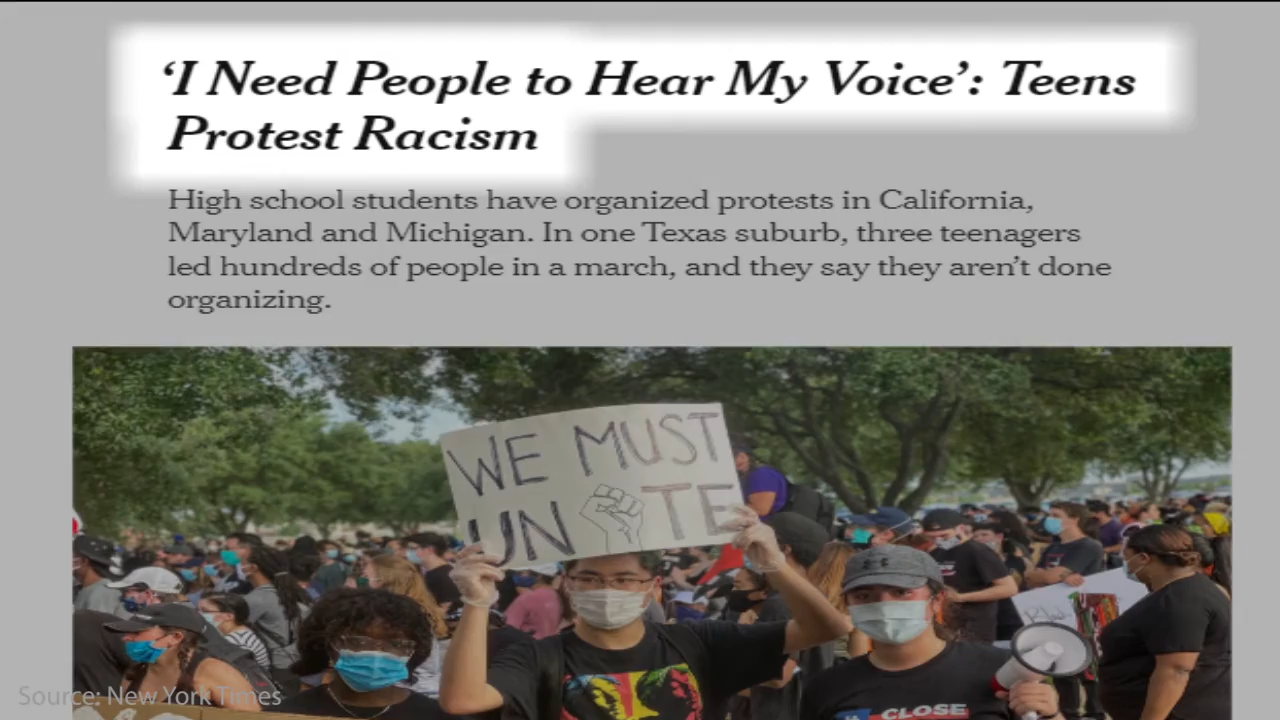 ‘I Need People to Hear My Voice’: Teens
Protest Racism
High school students have organized protests in California,
Maryland and Michigan. In one Texas suburb, three teenagers
led hundreds of people in a march, and they say they aren’t done
organizing.
WE MUST
UN TE
CLOSE
Source: New York Times